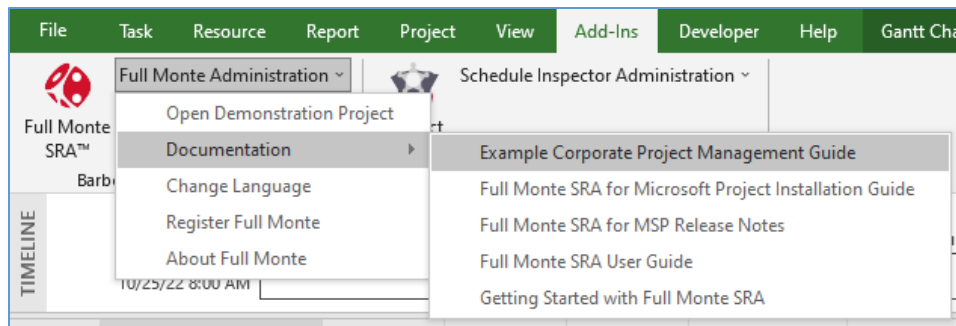 File Task Resource Report Project View Add-Ins Developer Help Gantt Cha
Full Monte Administration
Schedule Inspector Administration
Full Monte
SRA™
Barb
Open Demonstration Project
Documentation
Change Language
Register Full Monte
About Full Monte
Example Corporate Project Management Guide
Full Monte SRA for Microsoft Project Installation Guide
Full Monte SRA for MSP Release Notes
Full Monte SRA User Guide
Getting Started with Full Monte SRA
TIMELINE
10/25/22 8:00 AM